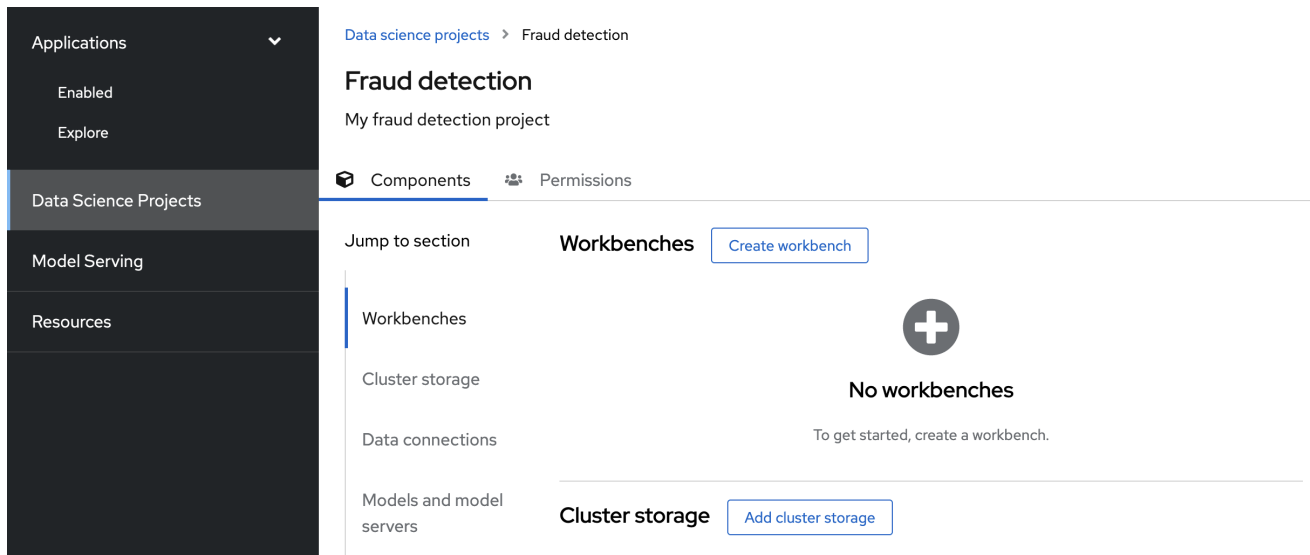 Applications
Enabled
Explore
Data Science Projects
Model Serving
Resources
Data science projects > Fraud detection
Fraud detection
My fraud detection project
Components
Permissions
Jump to section
Workbenches
Cluster storage
Data connections
Models and model
servers
Workbenches
Create workbench
No workbenches
To get started, create a workbench.
Cluster storage
Add cluster storage